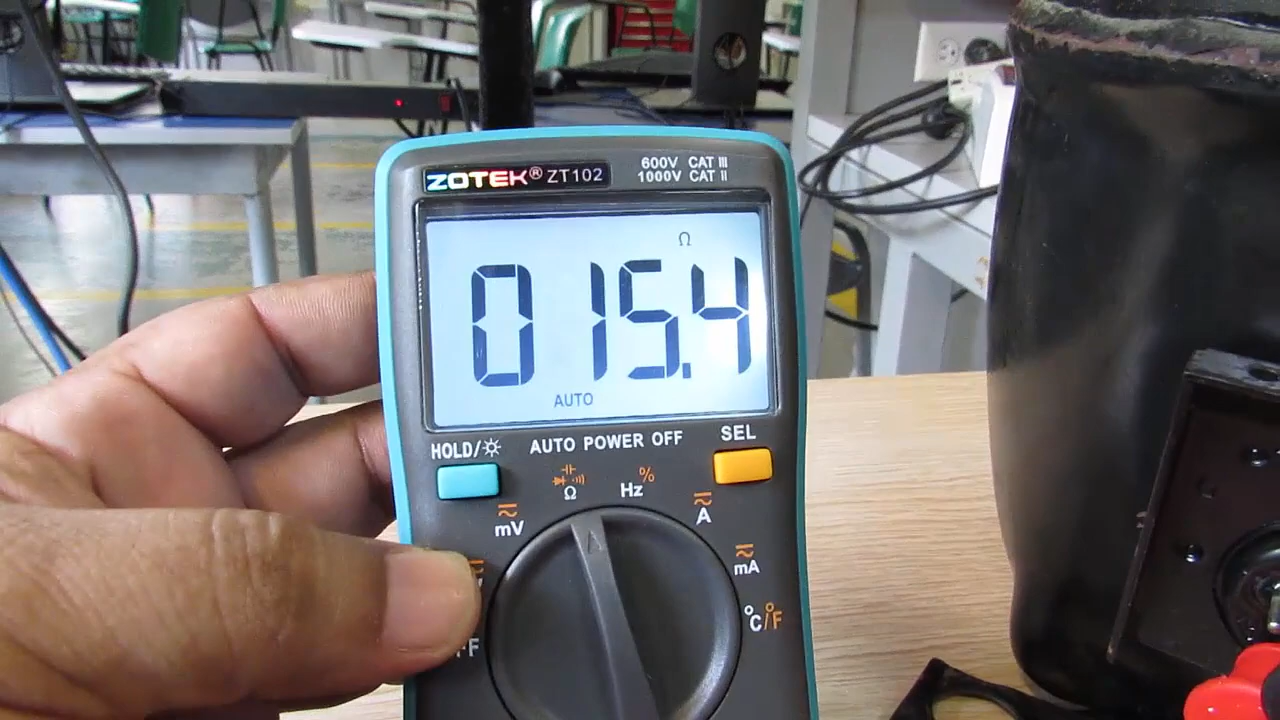 ZOTEK® ZT102
600V CAT III
1000V CAT II
Ω
015.4
AUTO
HOLD/
AUTO POWER OFF
SEL
Ω
Hz %
mV
A
mA
°C/°F